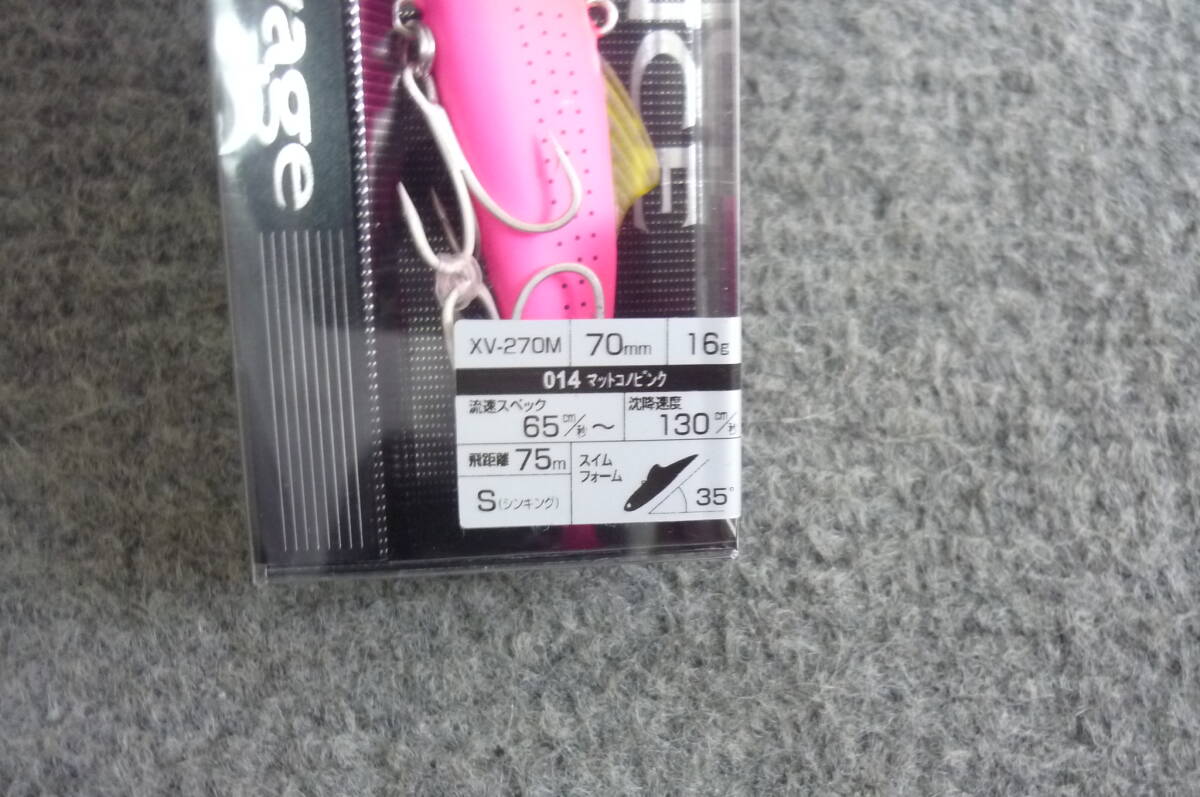 XV-270M 70mm 16g
014 マットコノピンク
流速スペック 沈降速度
65cm/秒~ 130cm/秒
飛距離 75m スイムフォーム
S(シンキング) 35°